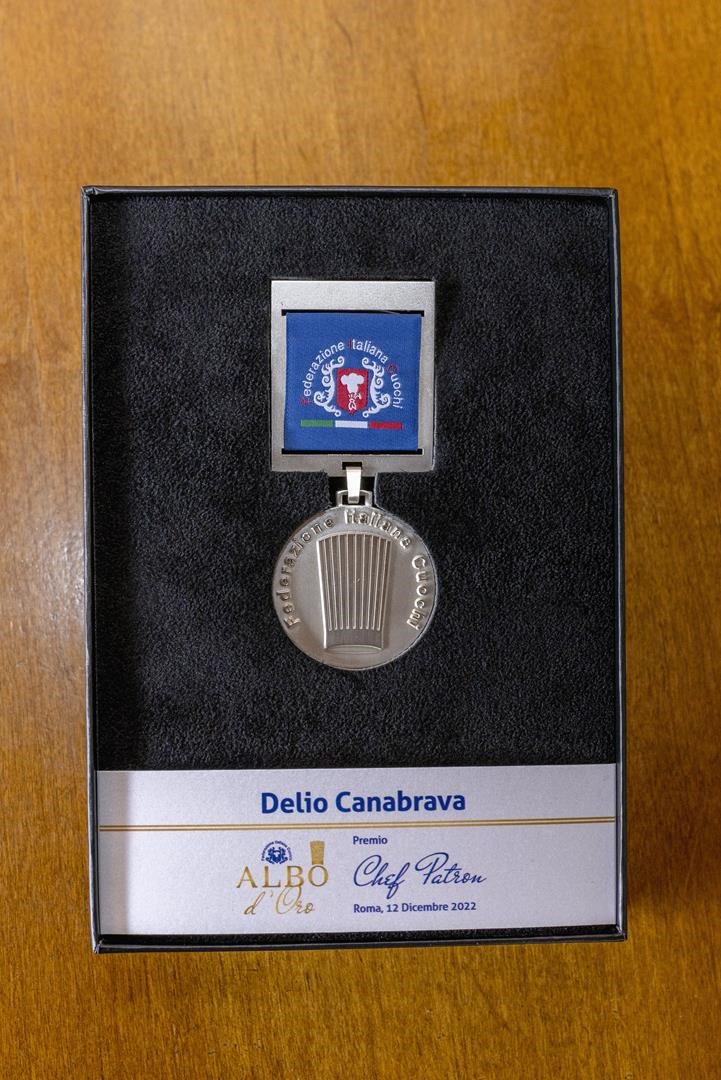 Federazione Italiana Cuochi
Federazione Italiana Cuochi
Delio Canabrava
ALBO
d'Oro
Premio
Chef Patron
Roma, 12 Dicembre 2022